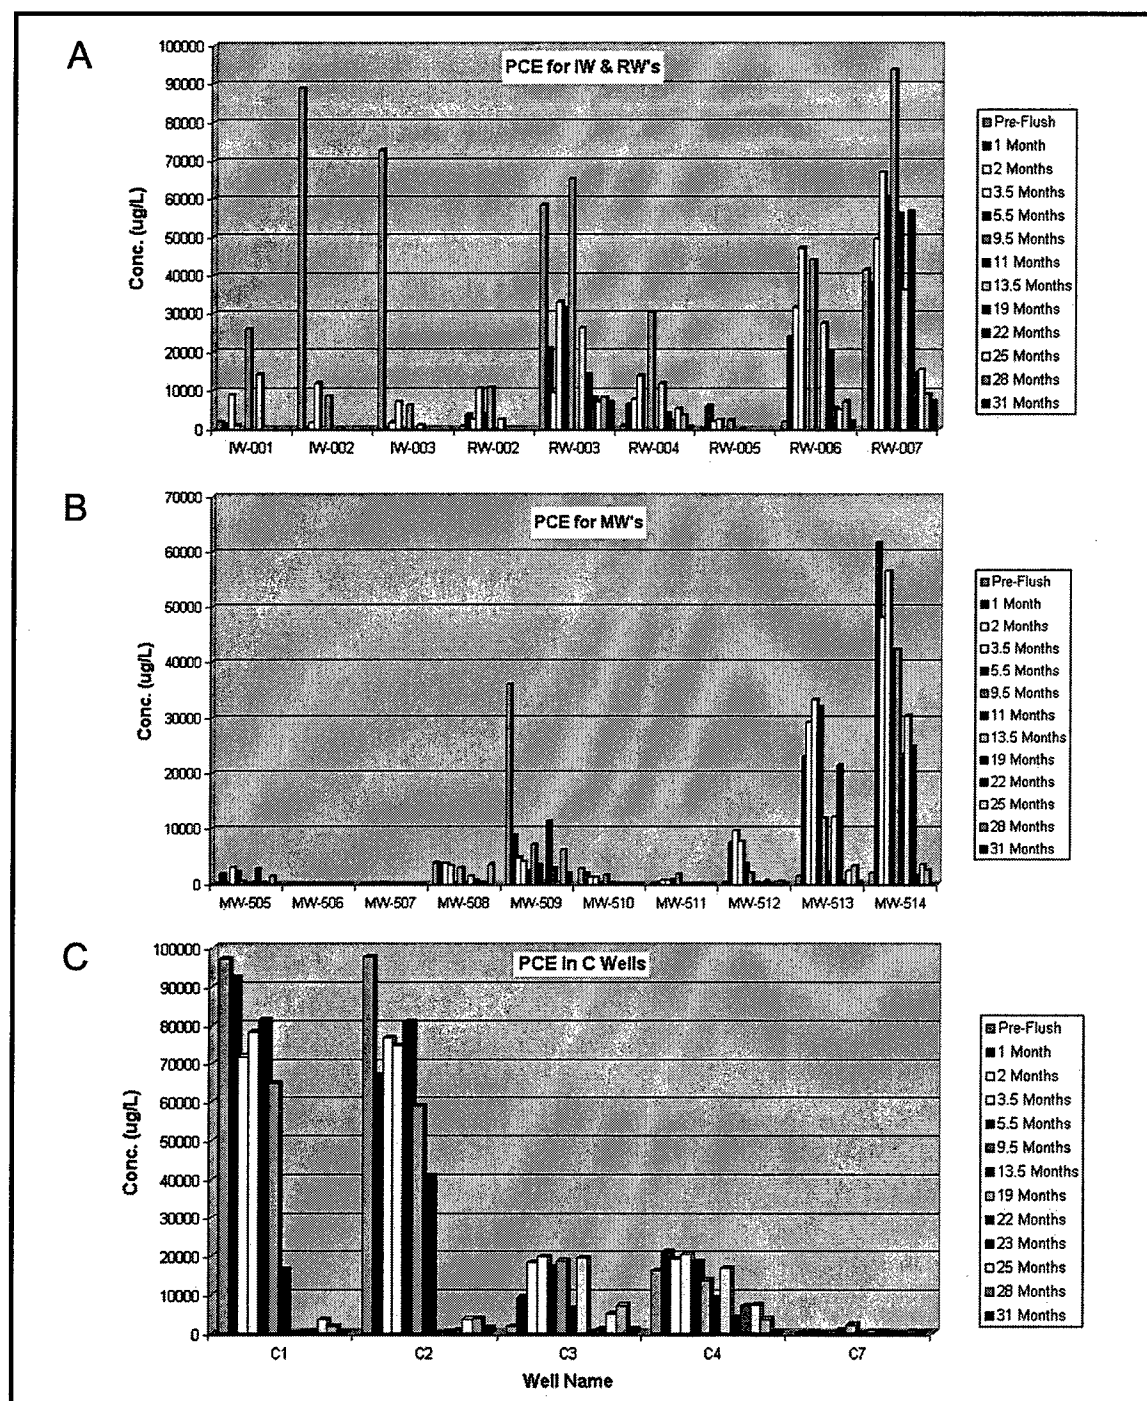 A
PCE for IW & RW's
Conc. (ug/L)
100000
90000
80000
70000
60000
50000
40000
30000
20000
10000
0
IW-001 IW-002 IW-003 RW-002 RW-003 RW-004 RW-005 RW-006 RW-007
Pre-Flush
1 Month
2 Months
3.5 Months
5.5 Months
9.5 Months
11 Months
13.5 Months
19 Months
22 Months
25 Months
28 Months
31 Months
B
PCE for MW's
Conc. (ug/L)
70000
60000
50000
40000
30000
20000
10000
0
MW-505 MW-506 MW-507 MW-508 MW-509 MW-510 MW-511 MW-512 MW-513 MW-514
Pre-Flush
1 Month
2 Months
3.5 Months
5.5 Months
9.5 Months
11 Months
13.5 Months
19 Months
22 Months
25 Months
28 Months
31 Months
C
PCE in C Wells
Conc. (ug/L)
100000
90000
80000
70000
60000
50000
40000
30000
20000
10000
0
C1 C2 C3 C4 C7
Well Name
Pre-Flush
1 Month
2 Months
3.5 Months
5.5 Months
9.5 Months
13.5 Months
19 Months
22 Months
23 Months
25 Months
28 Months
31 Months